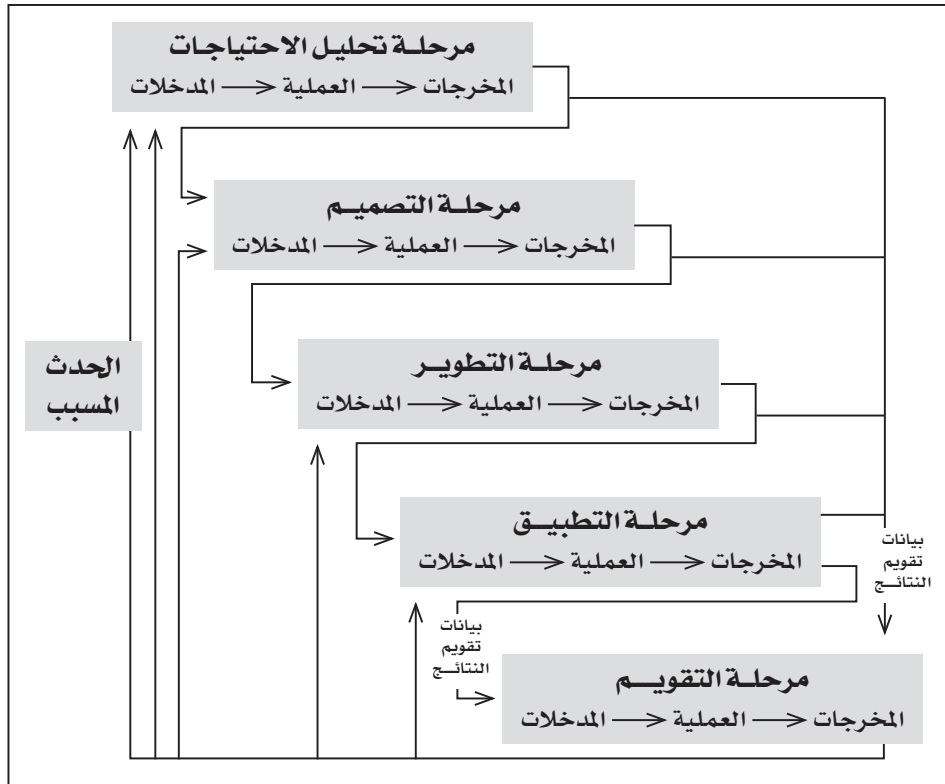 مرحلة تحليل الاحتياجات
المدخلات العملية المخرجات
مرحلة التصميم
المدخلات العملية المخرجات
الحدث
المسبب
مرحلة التطوير
المدخلات العملية المخرجات
مرحلة التطبيق
المدخلات العملية المخرجات
بيانات
تقويم
النتائج
بيانات
تقويم
النتائج
مرحلة التقويم
المدخلات العملية المخرجات